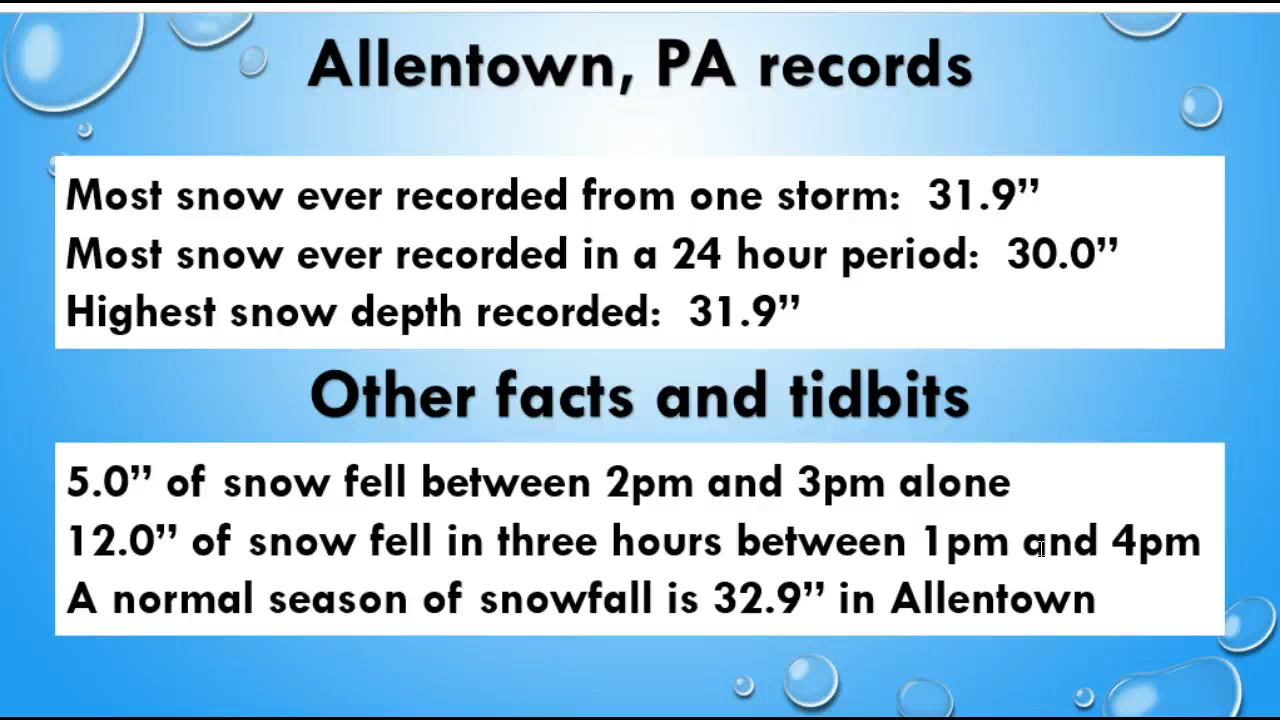 Allentown, PA records
Most snow ever recorded from one storm:  31.9”
Most snow ever recorded in a 24 hour period:  30.0”
Highest snow depth recorded:  31.9”
Other facts and tidbits
5.0” of snow fell between 2pm and 3pm alone
12.0” of snow fell in three hours between 1pm and 4pm
A normal season of snowfall is 32.9” in Allentown